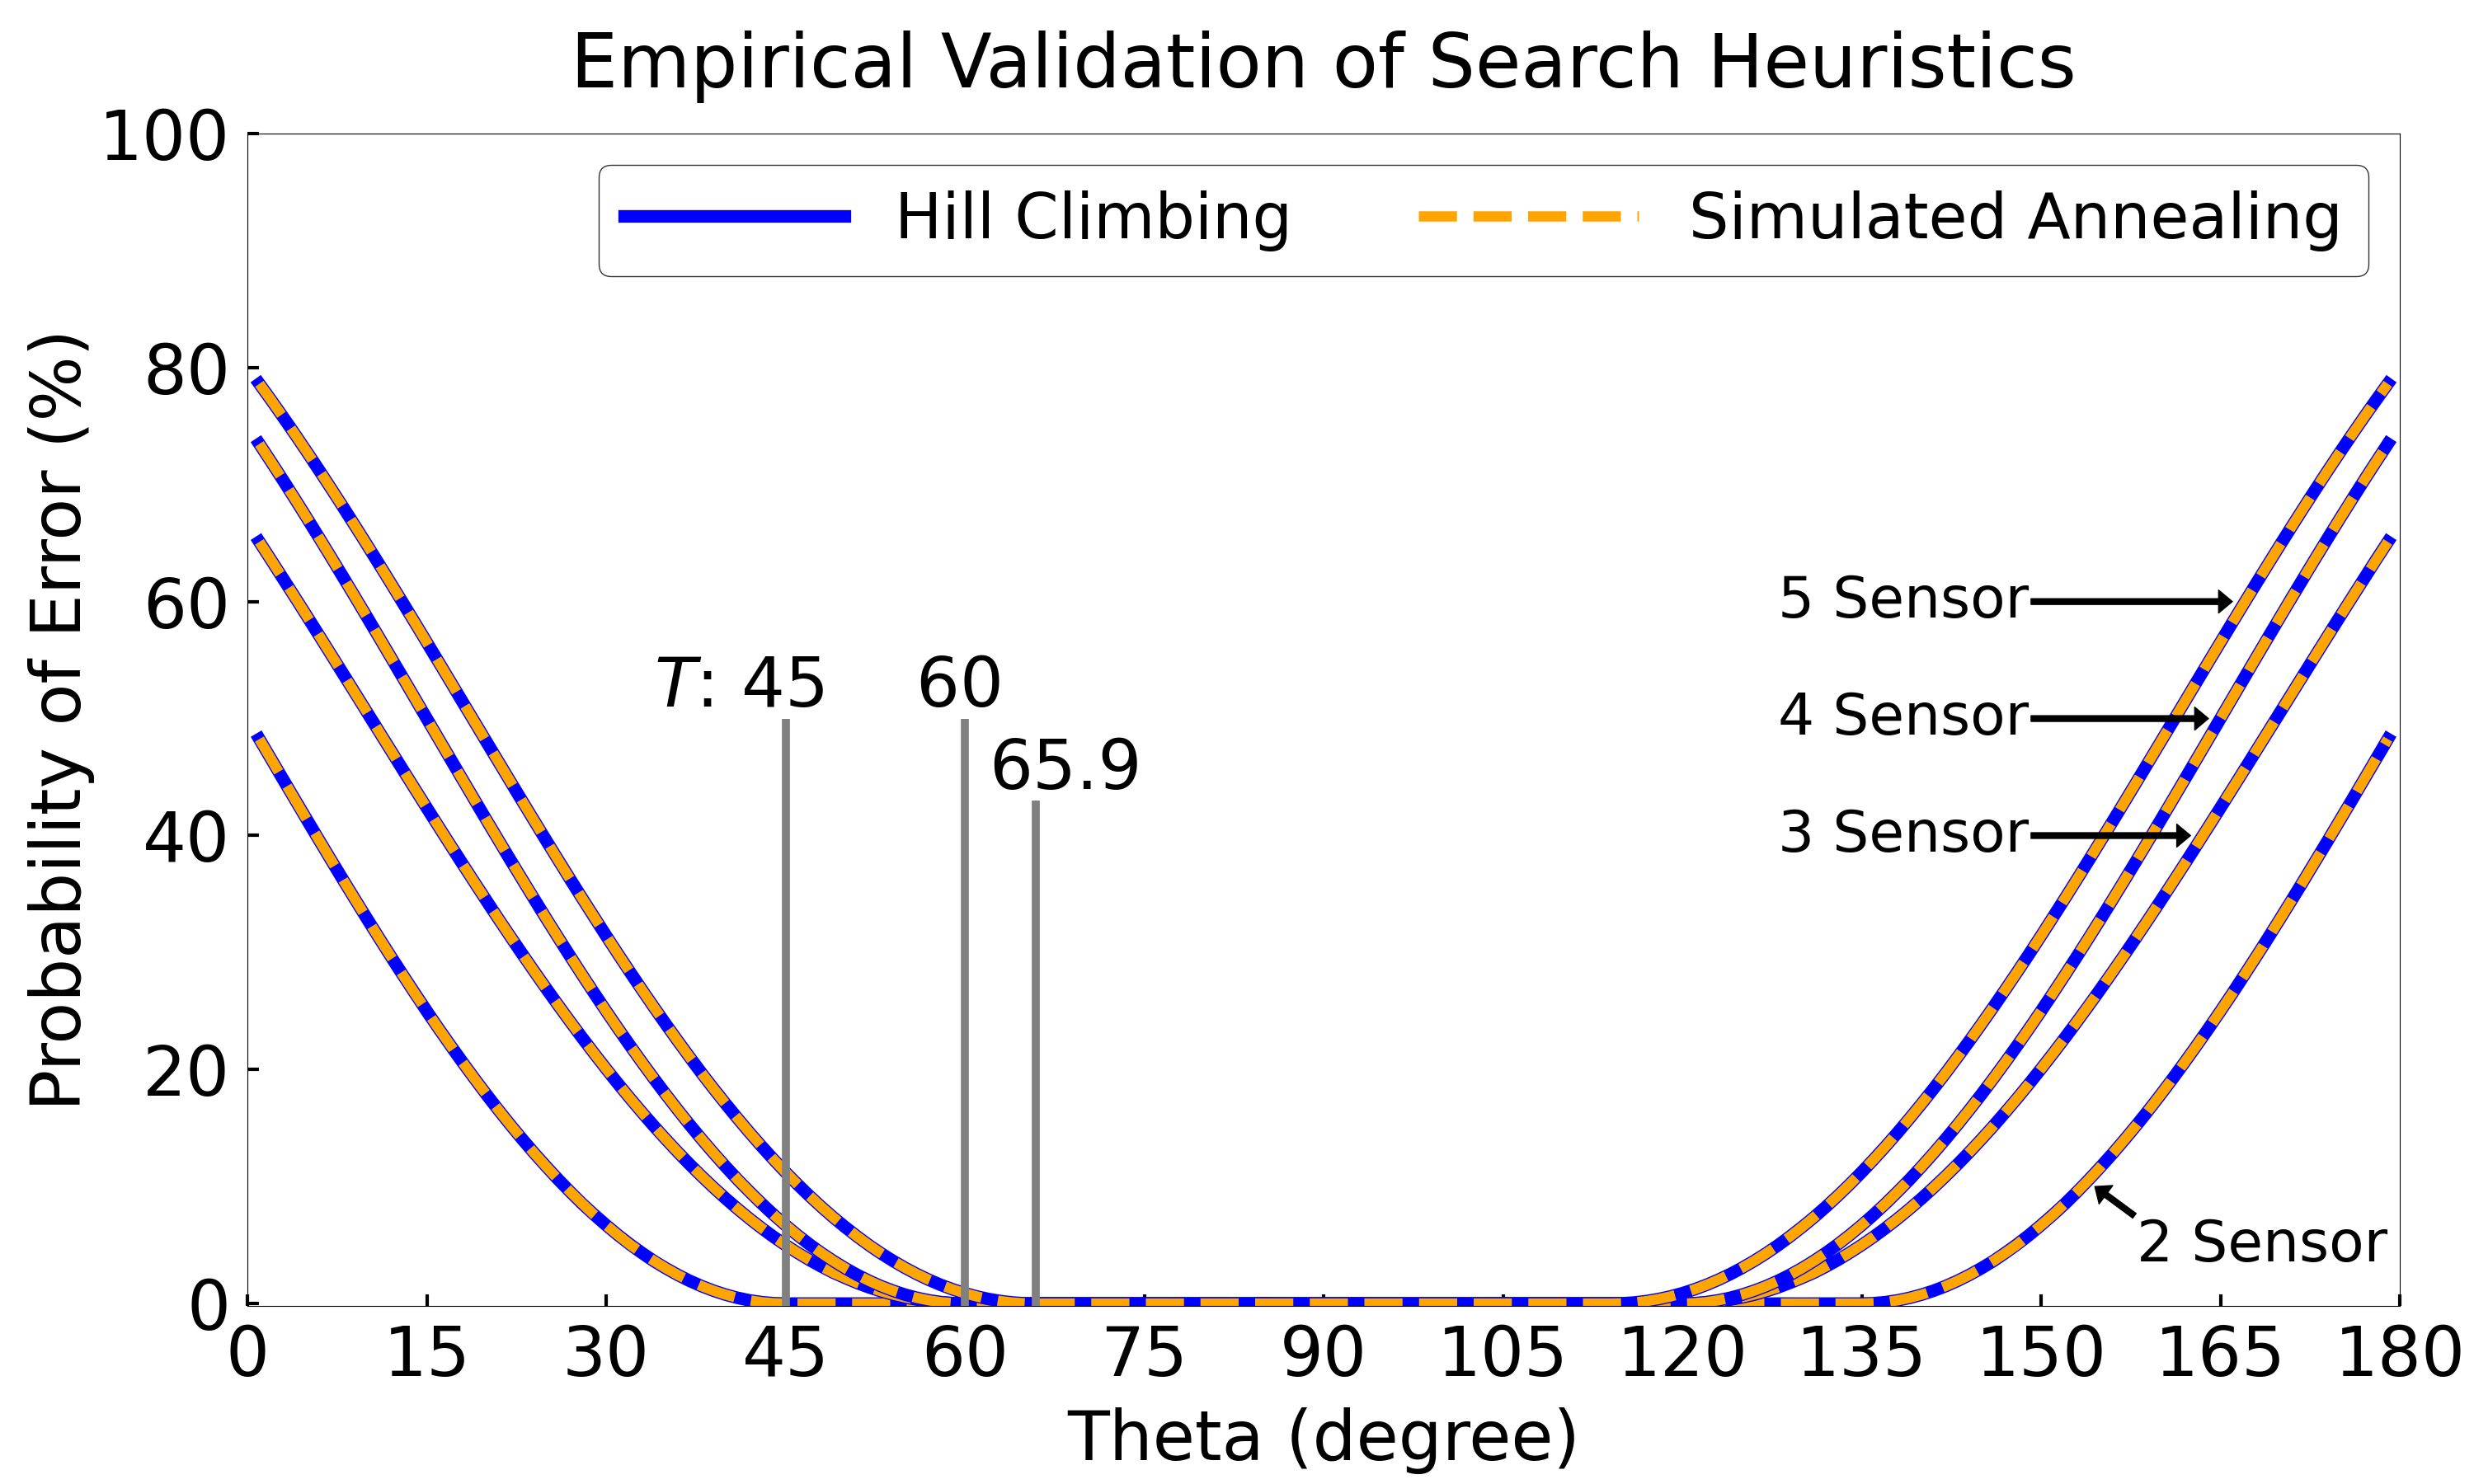 Empirical Validation of Search Heuristics
Hill Climbing
Simulated Annealing
Probability of Error (%)
100
80
60
40
20
0
T: 45
60
65.9
5 Sensor
4 Sensor
3 Sensor
2 Sensor
0 15 30 45 60 75 90 105 120 135 150 165 180
Theta (degree)